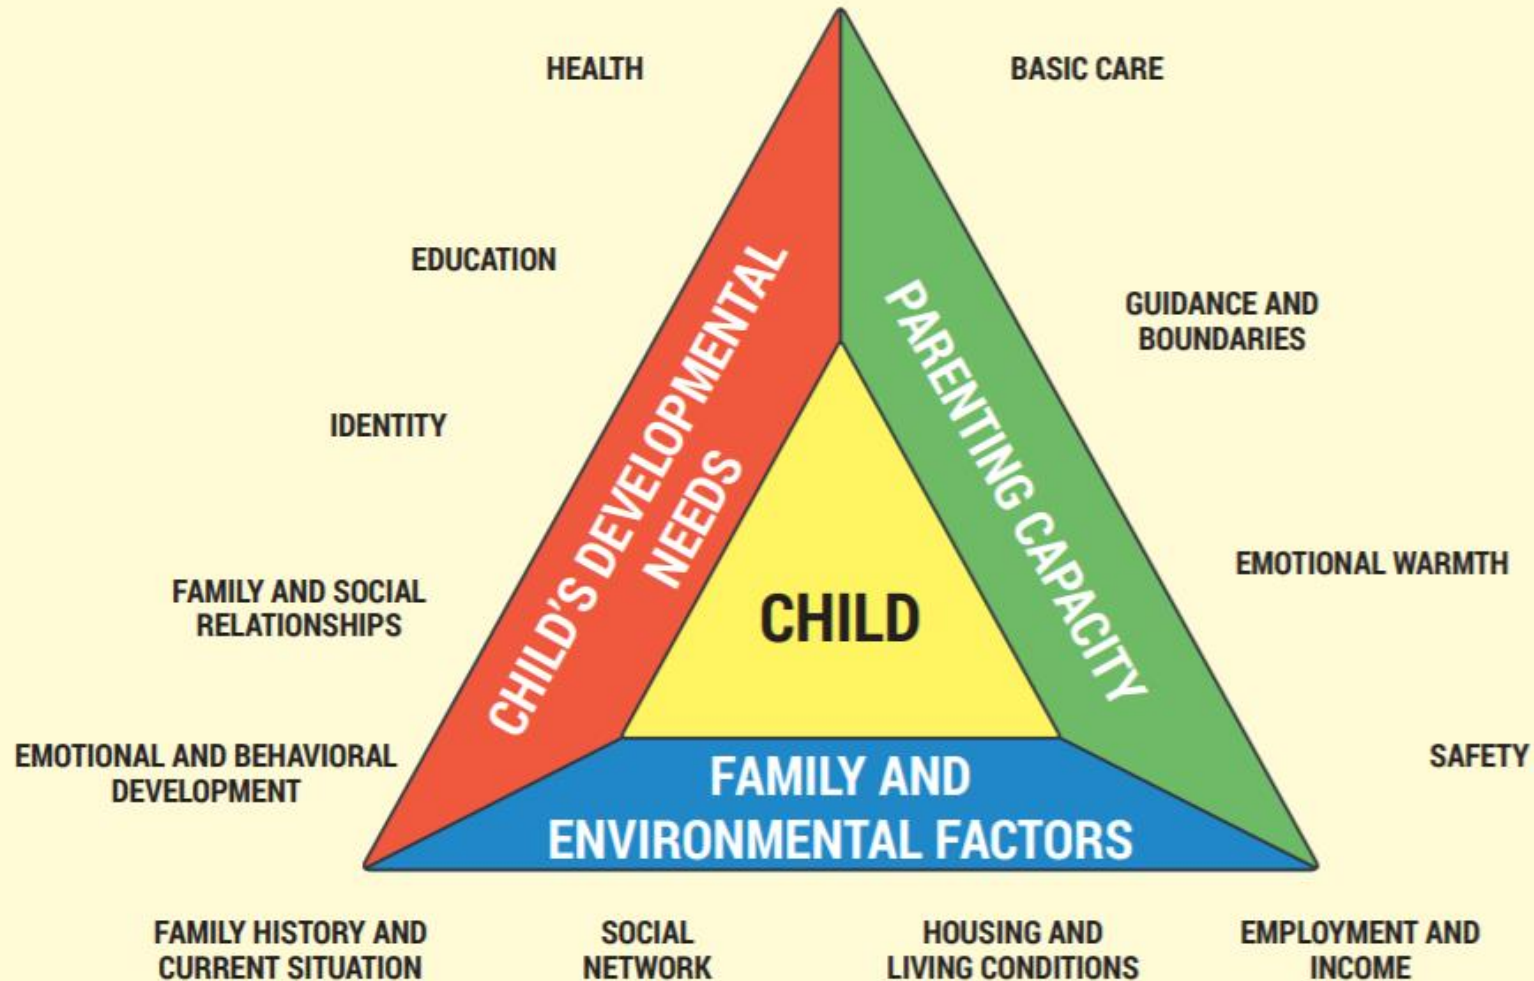 HEALTH
BASIC CARE
EDUCATION
GUIDANCE AND
BOUNDARIES
IDENTITY
FAMILY AND SOCIAL
RELATIONSHIPS
EMOTIONAL WARMTH
EMOTIONAL AND BEHAVIORAL
DEVELOPMENT
SAFETY
CHILD'S DEVELOPMENTAL
NEEDS
PARENTING CAPACITY
CHILD
FAMILY AND
ENVIRONMENTAL FACTORS
FAMILY HISTORY AND
CURRENT SITUATION
SOCIAL
NETWORK
HOUSING AND
LIVING CONDITIONS
EMPLOYMENT AND
INCOME